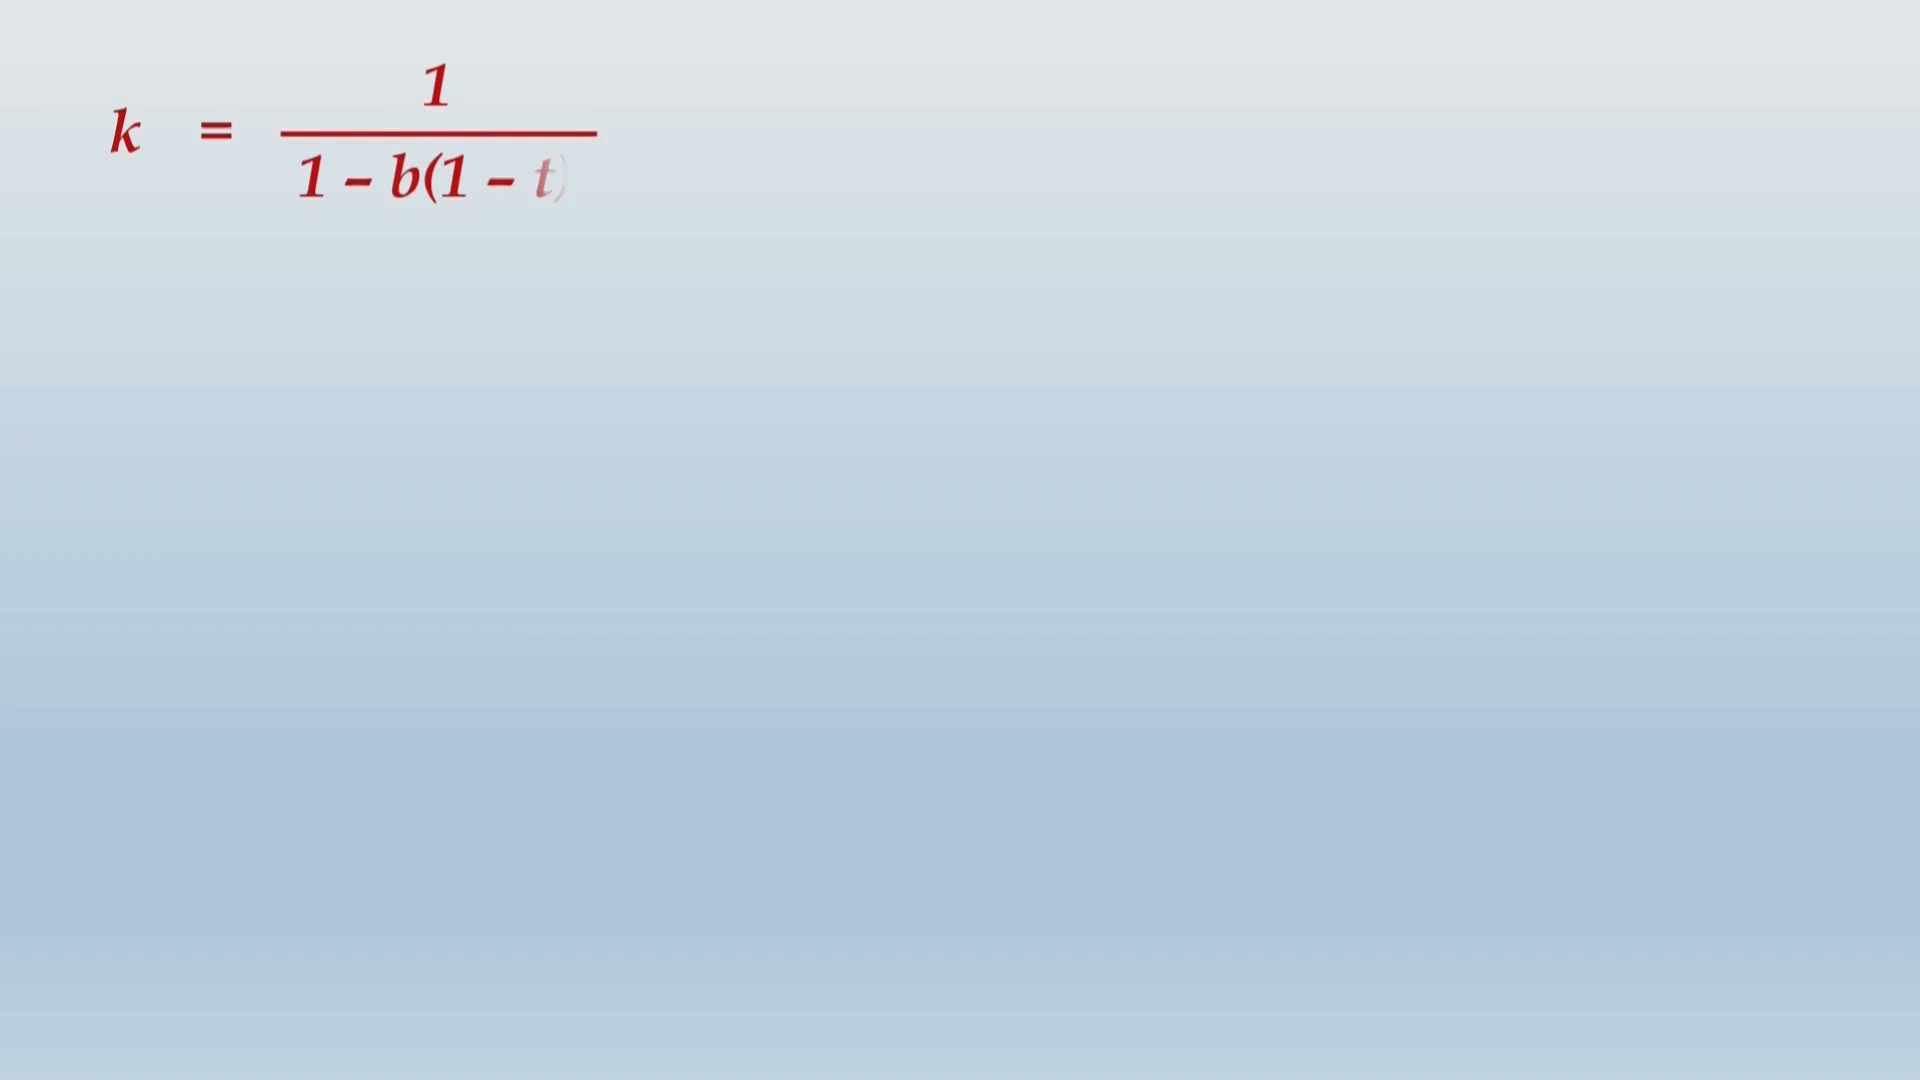 k = 1
1 – b(1 – t)